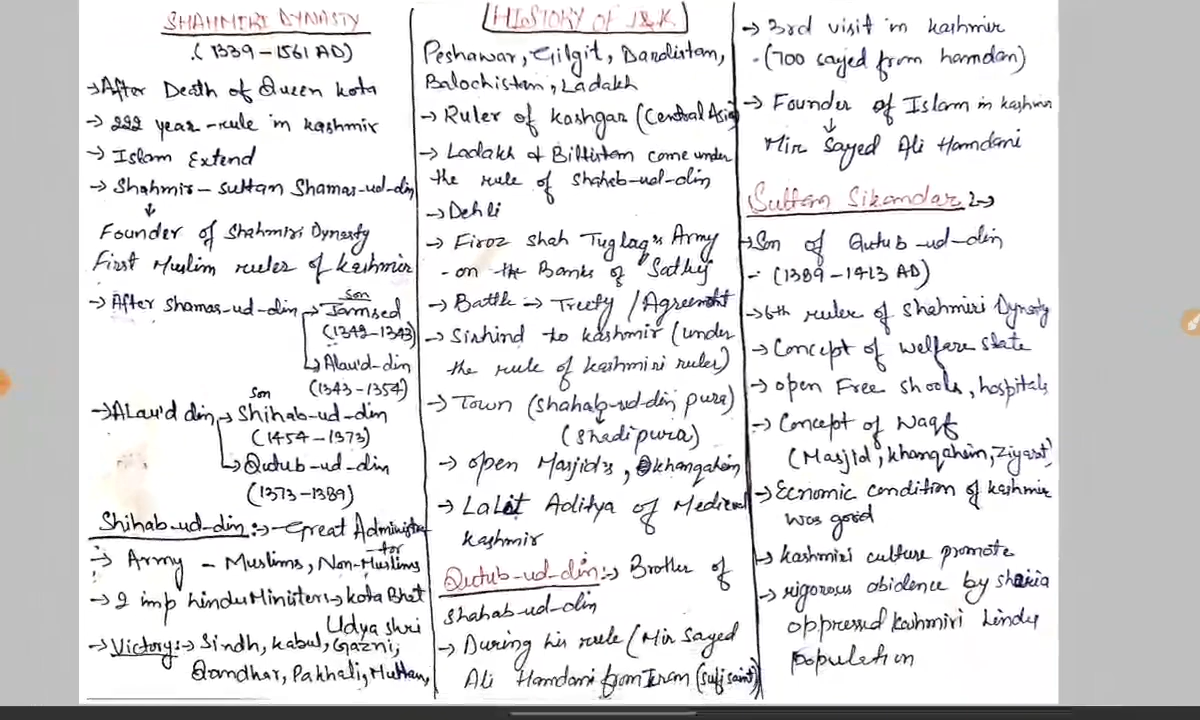 SHAHMIRI DYNASTY
(1339-1561 AD)
→After Death of Queen kota
→ 222 year-rule in kashmir
→ Islam Extend
→ Shahmir - Sultan Shamas-ud-din
↓
Founder of Shahmiri Dynasty
First Muslim rulers of kashmir
→ After Shamas-ud-din → son Jamsed
(1342-1343)
↳ Alau'd-din
(1343-1354)
→ALau'd din → son Shihab-ud-din
(1454-1373)
↳ Qutub-ud-din
(1373-1389)
Shihab-ud-din:→ Great Administrator
→ Army - Muslims, Non-Muslims
→ 2 imp hindu Ministers → kota Bhat
Udya shri
→ Victory:→ Sindh, kabul, Gazni,
Qamdhar, Pakhali, Multan,
HISTORY OF J&K
Peshawar, Gilgit, Dardistan,
Balochistan, Ladakh
→ Ruler of kashgar (Central Asia)
→ Ladakh & Biltistan come under
the rule of Shaheb-ud-din
→ Dehli
→ Firoz shah Tuglaq's Army
- on the Banks of Satluj
→ Battle → Treety / Agreement
→ Sirhind to kashmir (under
the rule of kashmiri ruler)
→ Town (Shahab-ud-din pura)
(Shadipura)
→ open Masjid's, khanqahein
→ Lalit Aditya of Medieval
kashmir
Qutub-ud-din:→ Brother of
Shahab-ud-din
→ During his rule (Mir Sayed
Ali Hamdani from Iran (sufi saint)
→ 3rd visit in kashmir
- (700 sayed from hamdan)
→ Founder of Islam in kashmir
↓
Mir Sayed Ali Hamdani
Sultan Sikandar :→
→ Son of Qutub-ud-din
- (1389-1413 AD)
→ 6th ruler of Shahmiri Dynasty
→ Concept of welfare state
→ open Free shools, hospitals
→ Concept of Waqf
(Masjid, khanqahein, Ziyarat)
→ Ecnomic condition of kashmir
was good
→ kashmiri culture promote
→ rigorous obidence by sharia
oppressed kashmiri hindu
population